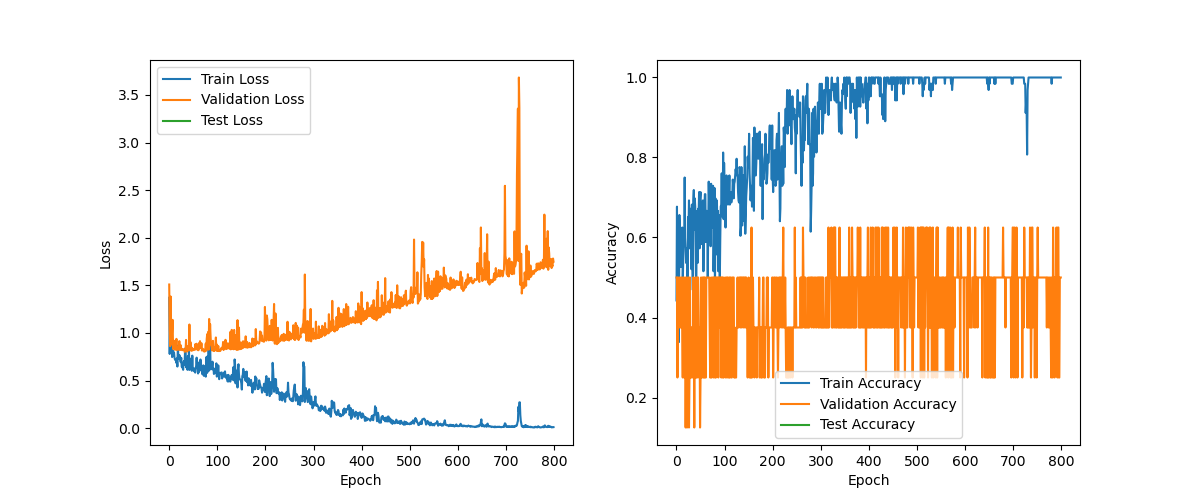 Train Loss
Validation Loss
Test Loss
3.5
3.0
2.5
2.0
1.5
1.0
0.5
0.0
Loss
0 100 200 300 400 500 600 700 800
Epoch
1.0
0.8
0.6
0.4
0.2
Accuracy
Train Accuracy
Validation Accuracy
Test Accuracy
0 100 200 300 400 500 600 700 800
Epoch